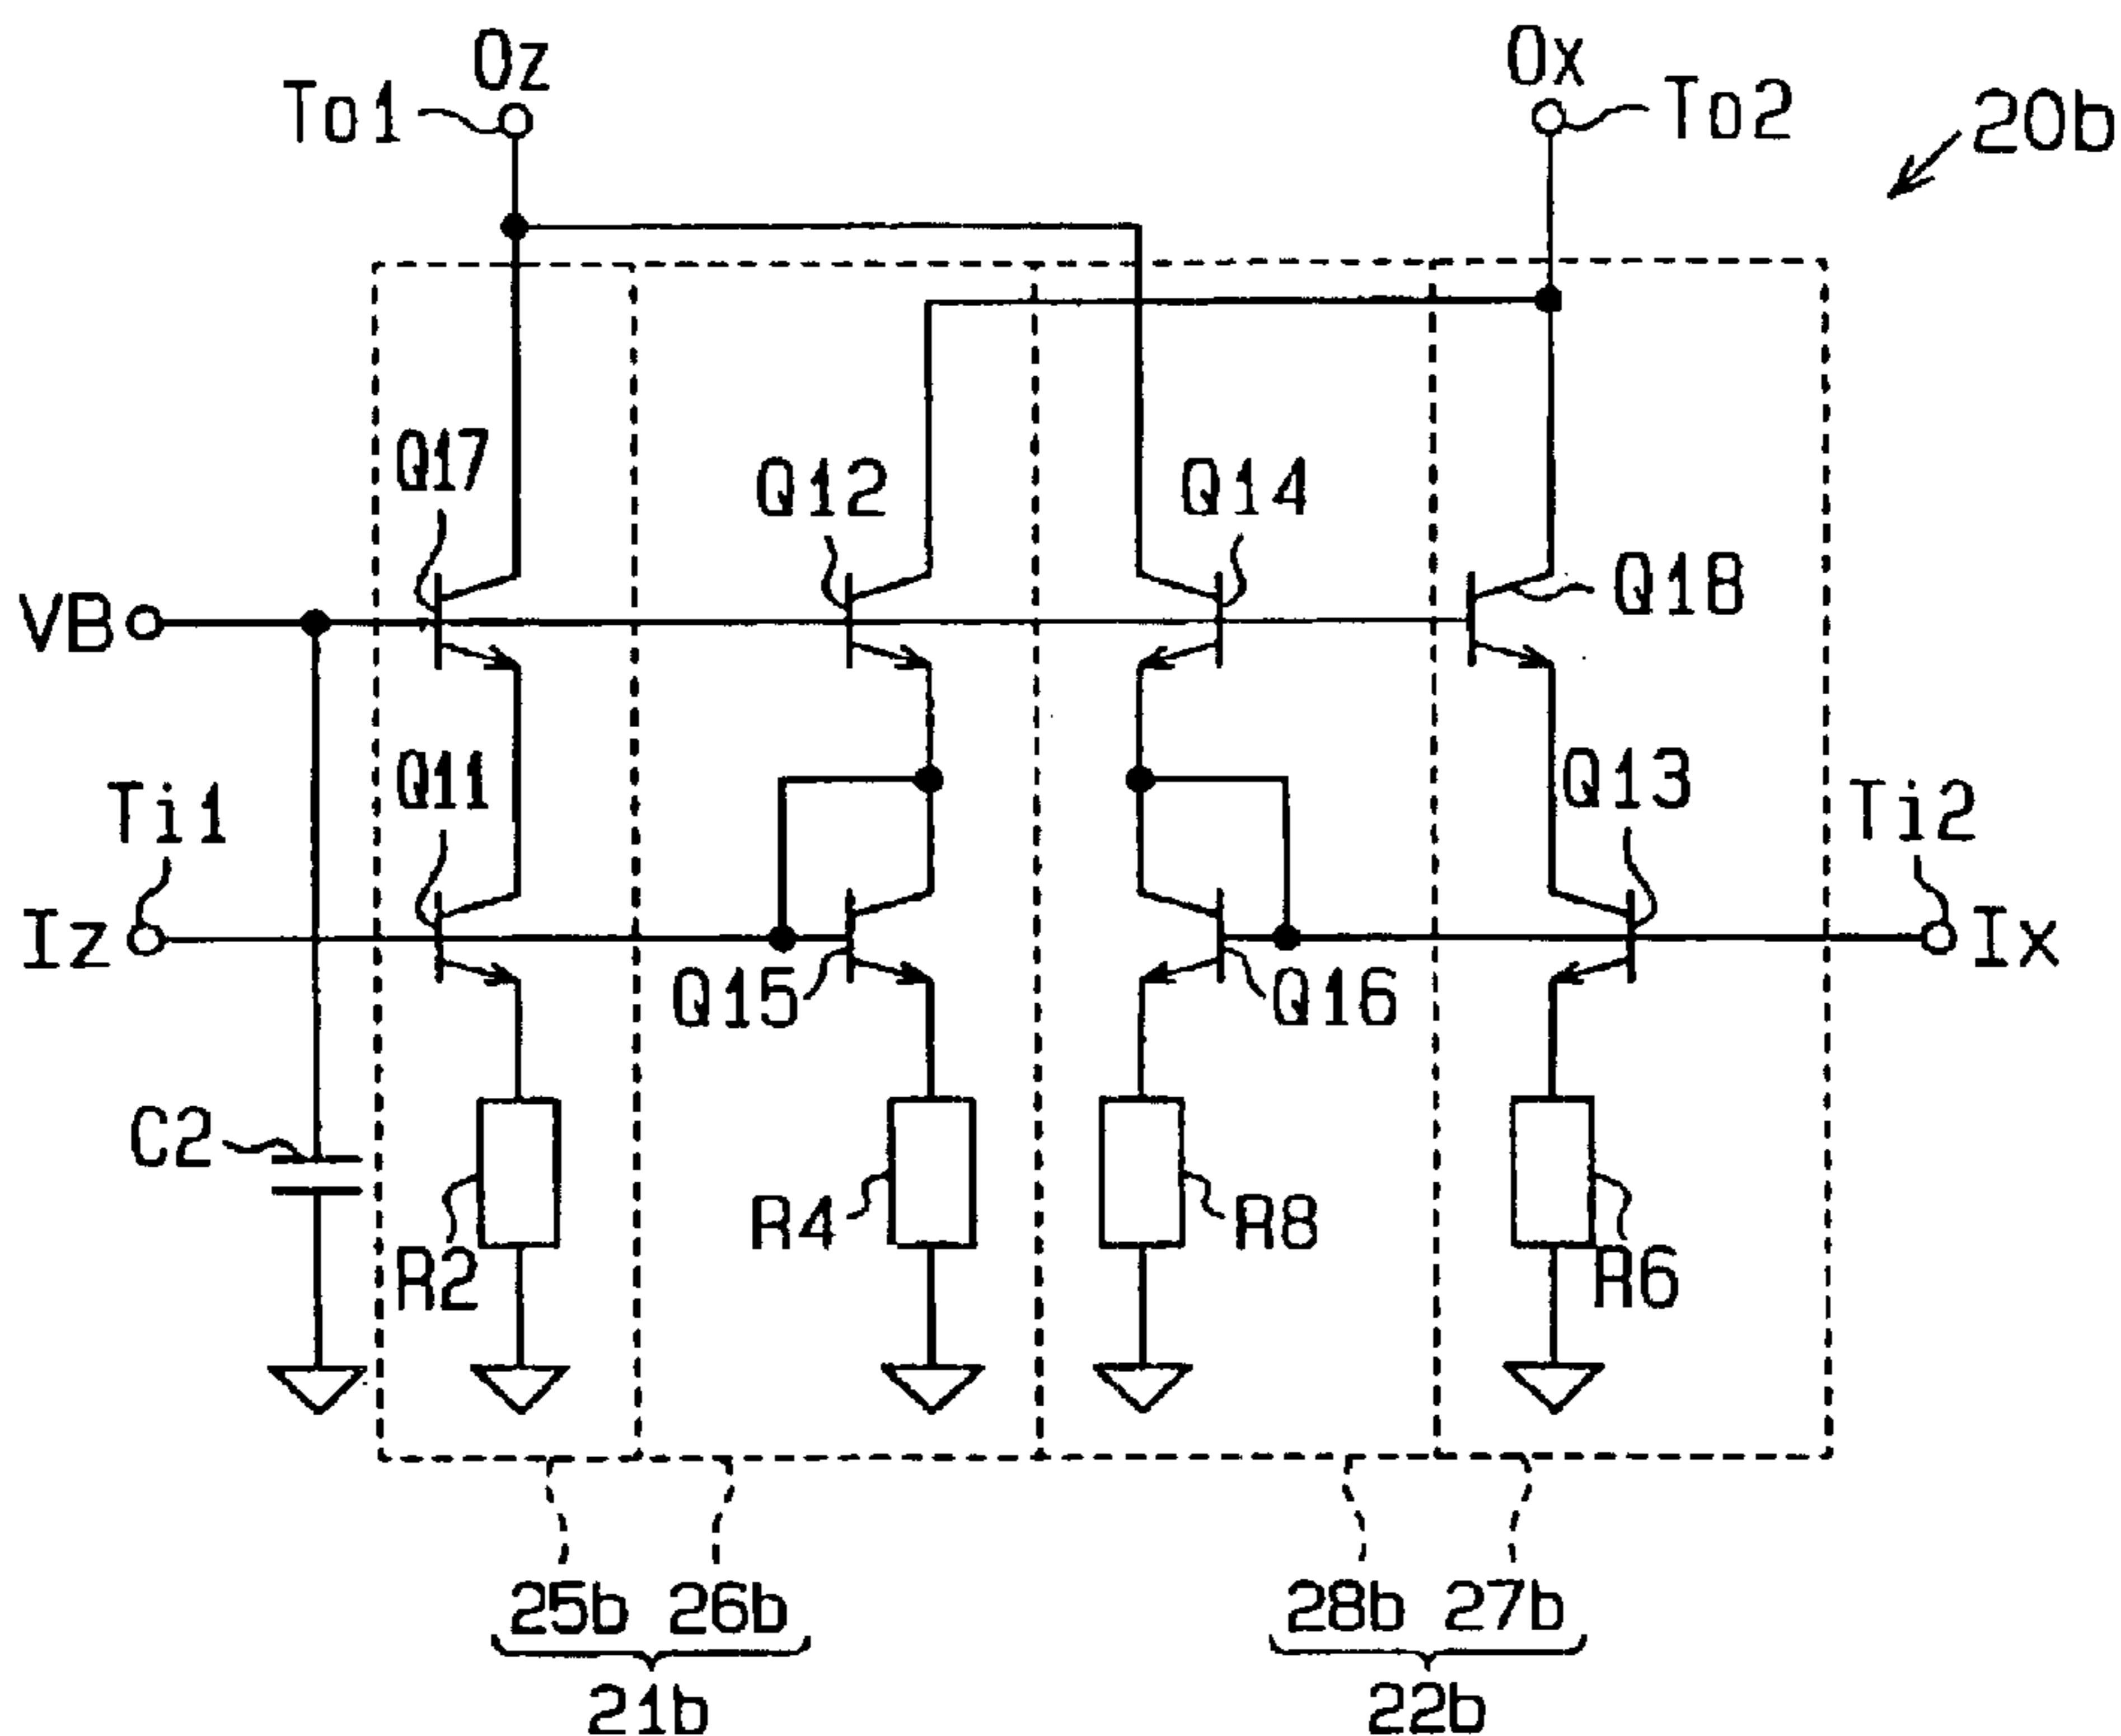 Oz
Ox
To1
To2
20b
Q17
Q12
Q14
Q18
VB
Q11
Q13
Ti1
Ti2
Iz
Ix
Q15
Q16
C2
R2
R4
R8
R6
25b 26b
28b 27b
21b
22b